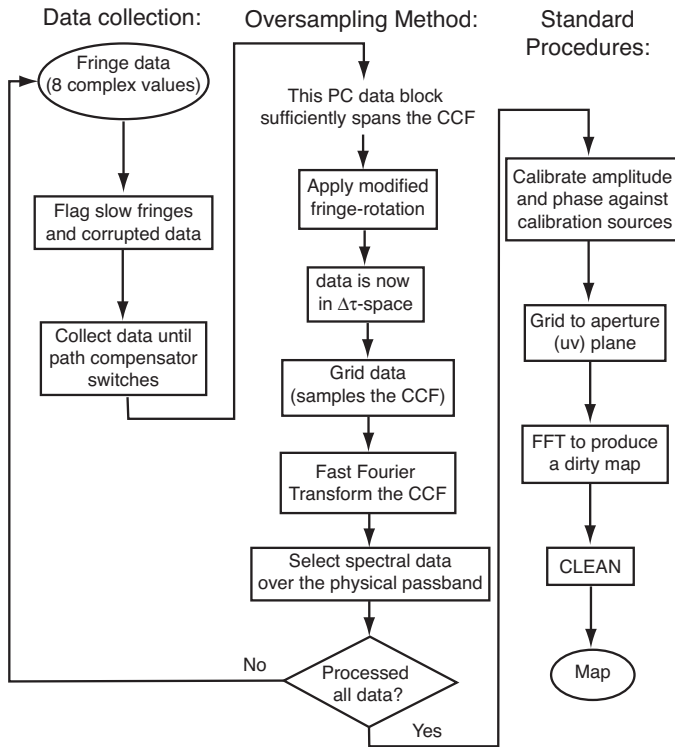 Data collection:
Fringe data
(8 complex values)
Flag slow fringes
and corrupted data
Collect data until
path compensator
switches
Oversampling Method:
This PC data block
sufficiently spans the CCF
Apply modified
fringe-rotation
data is now
in Δτ-space
Grid data
(samples the CCF)
Fast Fourier
Transform the CCF
Select spectral data
over the physical passband
Processed
all data?
No
Yes
Standard
Procedures:
Calibrate amplitude
and phase against
calibration sources
Grid to aperture
(uv) plane
FFT to produce
a dirty map
CLEAN
Map